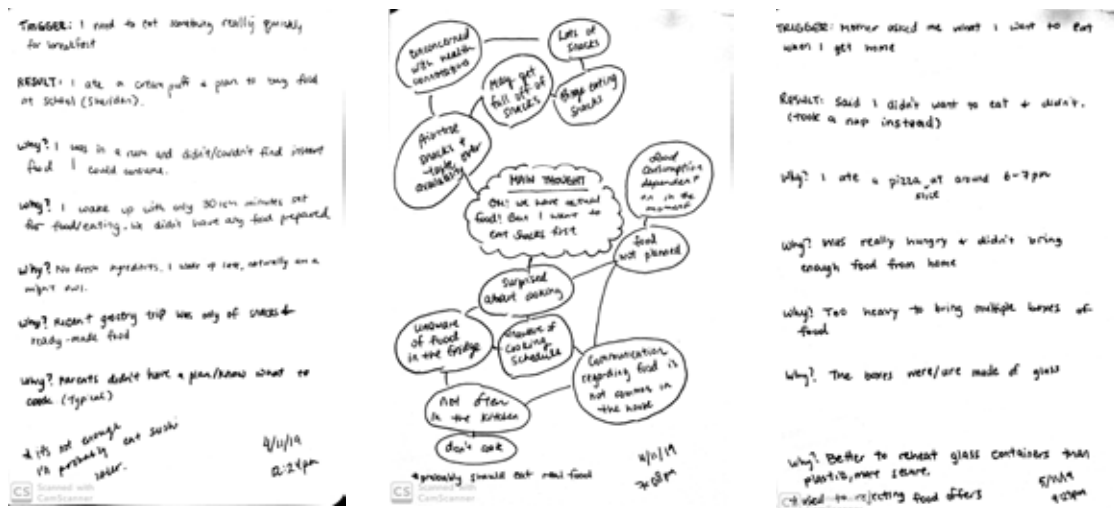 TRIGGER: I need to eat something really quickly
for breakfast
RESULT: I ate a cream puff & plan to buy food
at school (Sheridan).
Why? I was in a rush and didn't/couldn't find instant
food I could consume.
Why? I wake up with only 30 minutes set
for food/eating. We didn't have any food prepared
Why? No fresh ingredients. I wake up late, naturally am a
night owl.
Why? Recent grocery trip was only of snacks &
ready-made food
Why? Parents didn't have a plan/know what to
cook (Typical)
* it's not enough
I'll probably eat sushi
later.
4/11/19
12:24pm
CS Scanned with
CamScanner
Unconcerned
with health
consequences
Lots of
Snacks
May get
full off of
snacks
Binge eating
snacks
Prioritize
snacks &
taste over
availability
MAIN THOUGHT
Oh! we have actual
food! But I want to
eat snacks first
food
consumption
dependent
on in the
moment
food
not planned
Surprised
about cooking
Unaware
of food
in the fridge
Unaware of
cooking
schedule
Communication
regarding food is
not common in
the house
not often
in the kitchen
don't cook
*probably should eat real food
4/11/19
pm
CS Scanned with
CamScanner
TRIGGER: Mother asked me what I want to eat
when I get home
RESULT: Said I didn't want to eat & didn't.
(took a nap instead)
Why? I ate a pizza slice at around 6-7pm
Why? Was really hungry & didn't bring
enough food from home
Why? Too heavy to bring multiple boxes of
food
Why? The boxes were/are made of glass
Why? Better to reheat glass containers than
plastic, more secure.
* used to rejecting food offers
5/11/19
9:23pm
CS